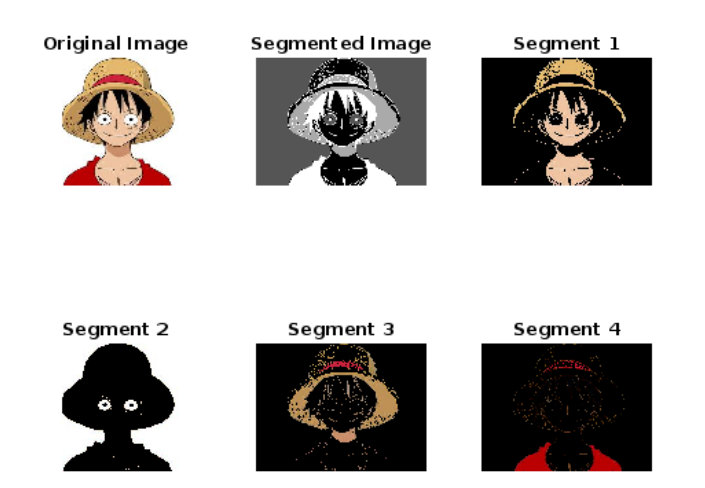 Original Image
Segmented Image
Segment 1
Segment 2
Segment 3
Segment 4